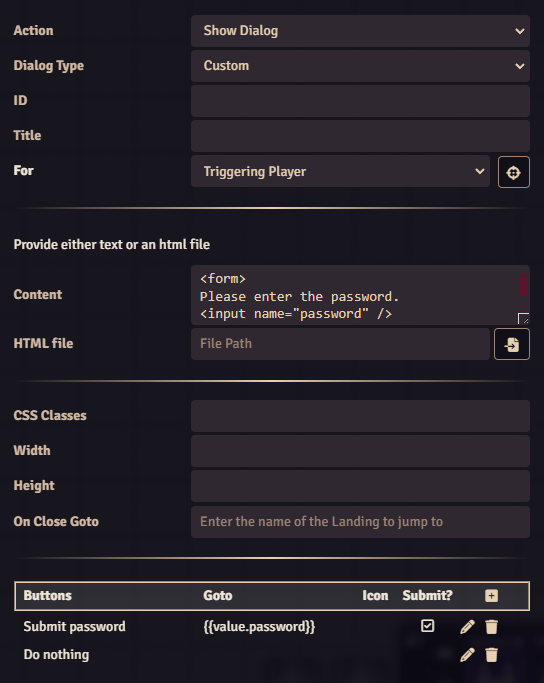 Action Show Dialog
Dialog Type Custom
ID
Title
For Triggering Player
Provide either text or an html file
Content <form>
Please enter the password.
<input name="password" />
HTML file File Path
CSS Classes
Width
Height
On Close Goto Enter the name of the Landing to jump to
Buttons Goto Icon Submit?
Submit password {{value.password}}
Do nothing